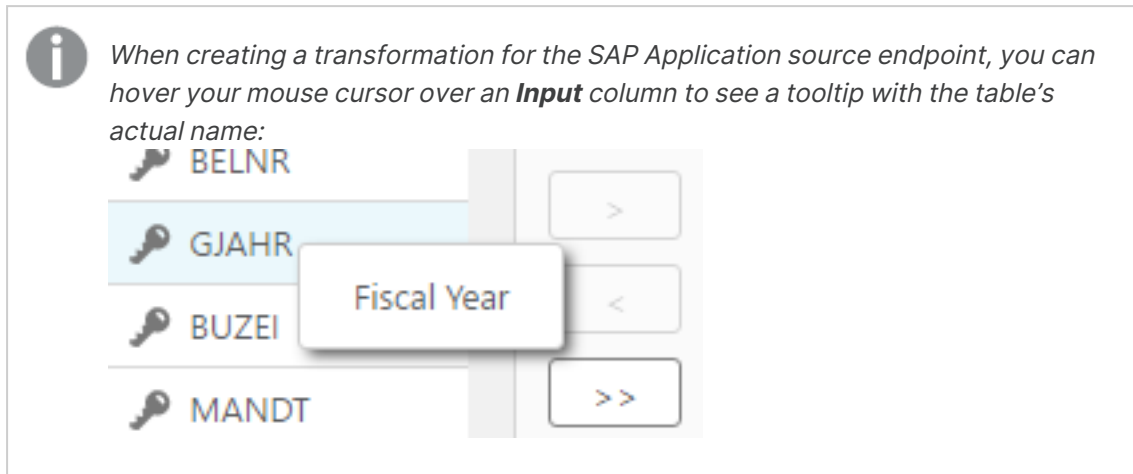 When creating a transformation for the SAP Application source endpoint, you can
hover your mouse cursor over an Input column to see a tooltip with the table's
actual name:
BELNR
>
GJAHR
Fiscal Year
<
BUZEI
>>
MANDT